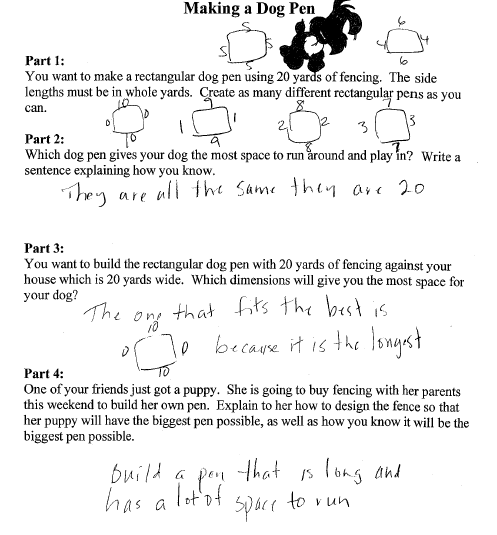 Making a Dog Pen
5
5 5
5
6
4 4
6
Part 1:
You want to make a rectangular dog pen using 20 yards of fencing. The side
lengths must be in whole yards. Create as many different rectangular pens as you
can.
10
0 0
10
9
1 1
9
8
2 2
8
7
3 3
7
Part 2:
Which dog pen gives your dog the most space to run around and play in? Write a
sentence explaining how you know.
They are all the same they are 20
Part 3:
You want to build the rectangular dog pen with 20 yards of fencing against your
house which is 20 yards wide. Which dimensions will give you the most space for
your dog?
The one that fits the best is
10
0 0 because it is the longest
10
Part 4:
One of your friends just got a puppy. She is going to buy fencing with her parents
this weekend to build her own pen. Explain to her how to design the fence so that
her puppy will have the biggest pen possible, as well as how you know it will be the
biggest pen possible.
Build a pen that is long and
has a lot of space to run